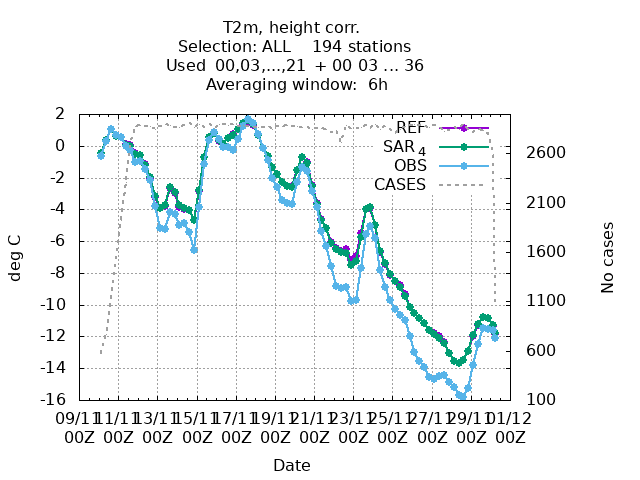 T2m, height corr.
Selection: ALL    194 stations
Used  00,03,...,21  + 00 03 ... 36
Averaging window:  6h
REF
SAR 4
OBS
CASES
2
0
-2
-4
-6
-8
-10
-12
-14
-16
deg C
2600
2100
1600
1100
600
100
No cases
09/11 11/11 13/11 15/11 17/11 19/11 21/11 23/11 25/11 27/11 29/11 01/12
00Z 00Z 00Z 00Z 00Z 00Z 00Z 00Z 00Z 00Z 00Z 00Z
Date